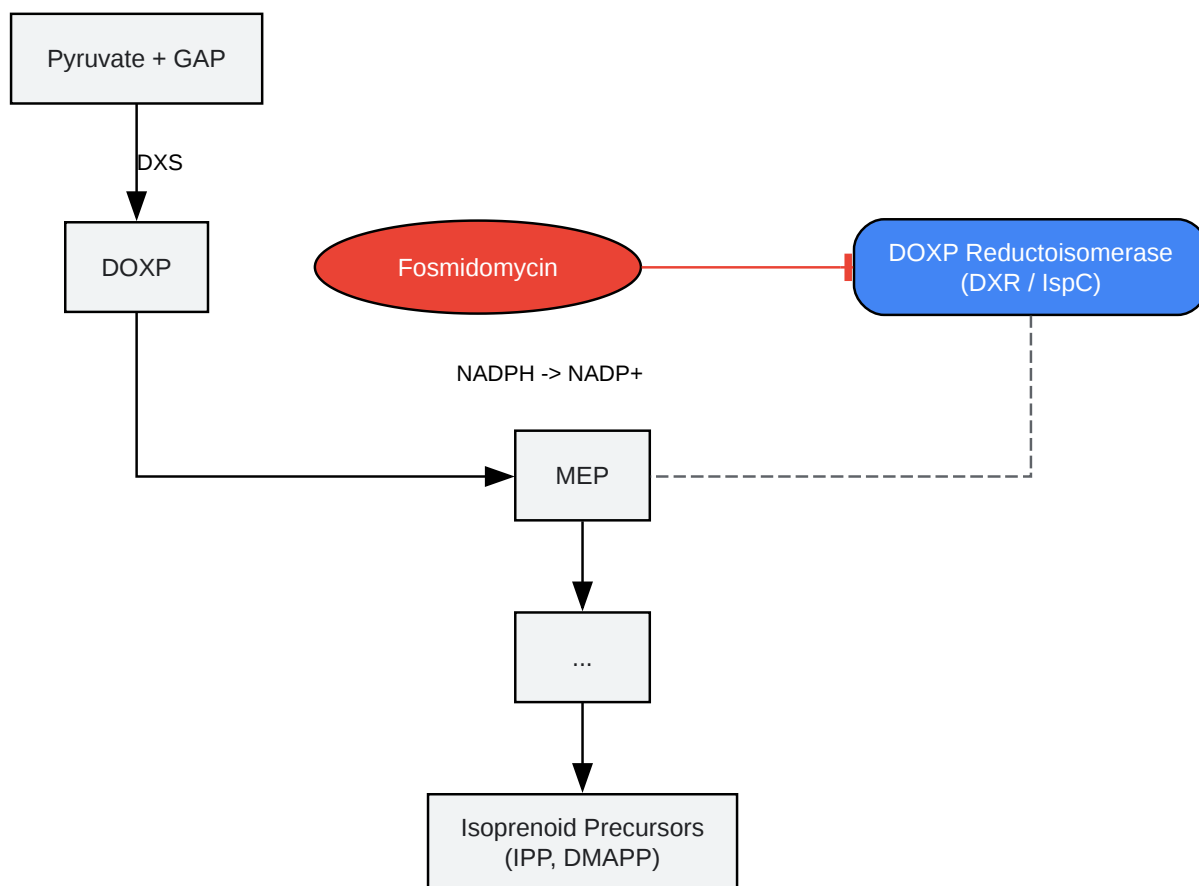 Pyruvate + GAP
DXS
DOXP
Fosmidomycin
DOXP Reductoisomerase
(DXR / IspC)
NADPH -> NADP+
MEP
...
Isoprenoid Precursors
(IPP, DMAPP)